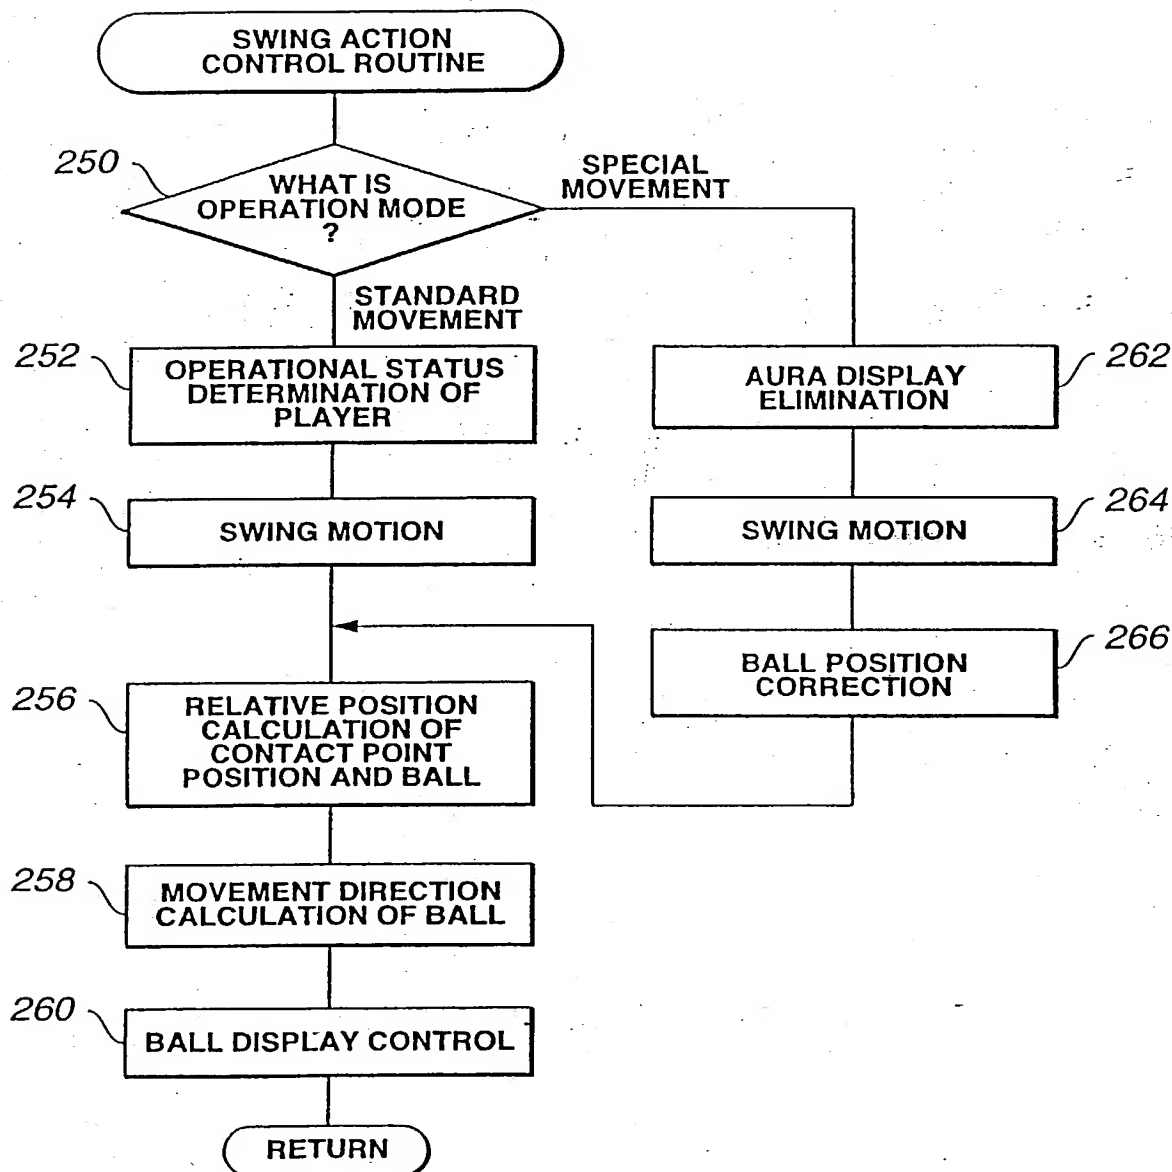 SWING ACTION
CONTROL ROUTINE
250
WHAT IS
OPERATION MODE
?
SPECIAL
MOVEMENT
STANDARD
MOVEMENT
252
OPERATIONAL STATUS
DETERMINATION OF
PLAYER
262
AURA DISPLAY
ELIMINATION
254
SWING MOTION
264
SWING MOTION
266
BALL POSITION
CORRECTION
256
RELATIVE POSITION
CALCULATION OF
CONTACT POINT
POSITION AND BALL
258
MOVEMENT DIRECTION
CALCULATION OF BALL
260
BALL DISPLAY CONTROL
RETURN